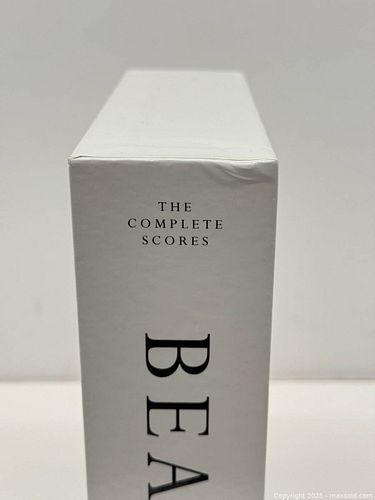 THE
COMPLETE
SCORES
BEA
Copyright 2025 - maxsold.com